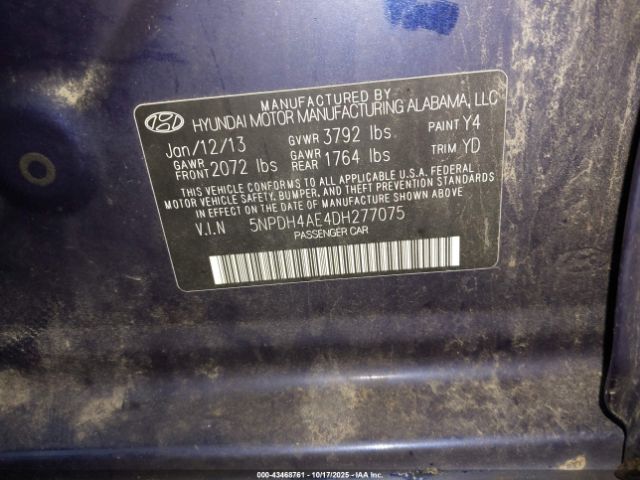 MANUFACTURED BY
HYUNDAI MOTOR MANUFACTURING ALABAMA, LLC
Jan/12/13 GVWR 3792 lbs PAINT Y4
GAWR FRONT 2072 lbs GAWR REAR 1764 lbs TRIM YD
THIS VEHICLE CONFORMS TO ALL APPLICABLE U.S.A. FEDERAL
MOTOR VEHICLE SAFETY, BUMPER, AND THEFT PREVENTION STANDARDS
IN EFFECT ON THE DATE OF MANUFACTURE SHOWN ABOVE
V.I.N 5NPDH4AE4DH277075
PASSENGER CAR
000-43468761 - 10/17/2025 - IAA Inc.